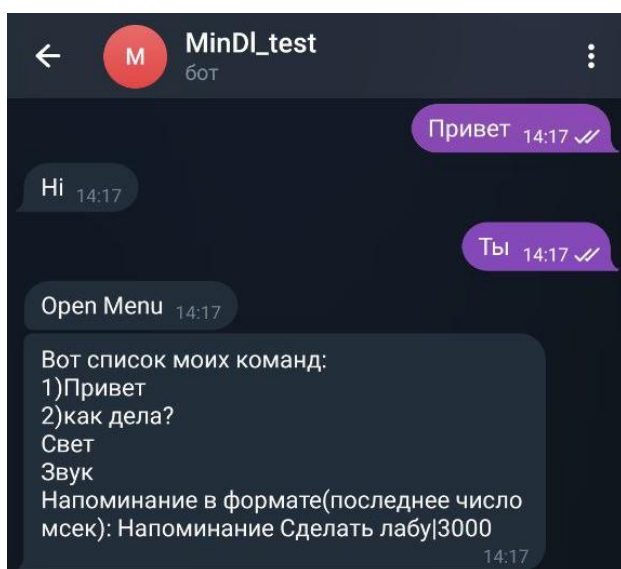 M
MinDl_test
бот
Привет 14:17
Hi 14:17
Ты 14:17
Open Menu 14:17
Вот список моих команд:
1)Привет
2)как дела?
Свет
Звук
Напоминание в формате(последнее число
мсек): Напоминание Сделать лабу|3000
14:17